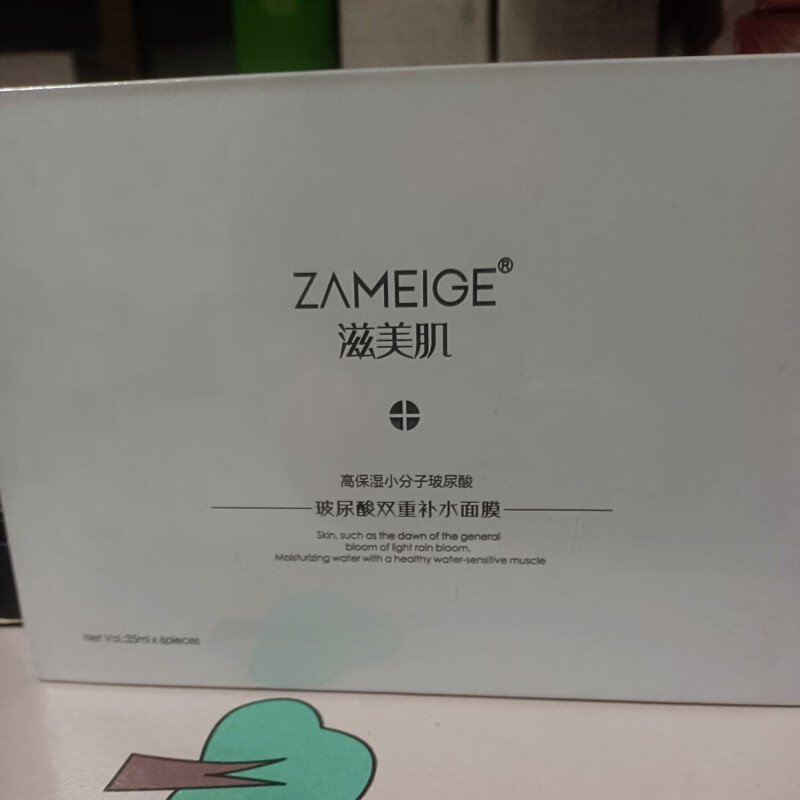 ZAMEIGE®
滋美肌
高保湿小分子玻尿酸
玻尿酸双重补水面膜
Skin, such as the dawn of the general
bloom of light rain bloom,
Moisturizing water with a healthy water-sensitive muscle
Net Vol.:35ml x 6pieces